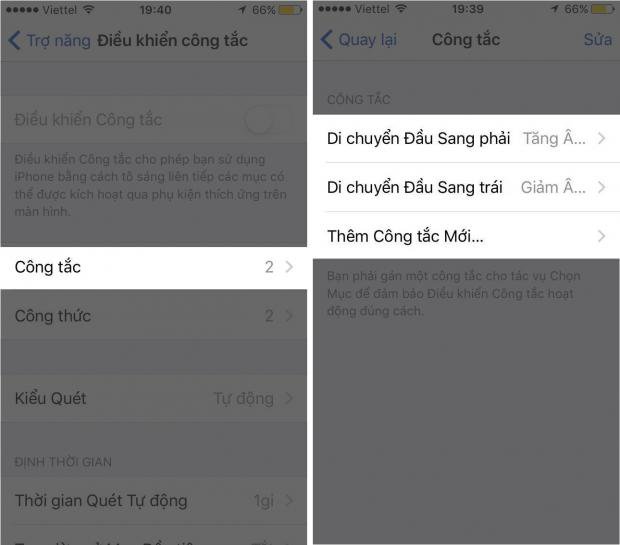 Viettel 19:40 66%
Trợ năng Điều khiển công tắc
Điều khiển Công tắc
Điều khiển Công tắc cho phép bạn sử dụng
iPhone bằng cách tô sáng liên tiếp các mục có
thể được kích hoạt qua phụ kiện thích ứng trên
màn hình.
Công tắc 2
Công thức 2
Kiểu Quét Tự động
ĐỊNH THỜI GIAN
Thời gian Quét Tự động 1gi
Viettel 19:39 66%
Quay lại Công tắc Sửa
CÔNG TẮC
Di chuyển Đầu Sang phải Tăng Â...
Di chuyển Đầu Sang trái Giảm Â...
Thêm Công tắc Mới...
Bạn phải gán một công tắc cho tác vụ Chọn
Mục để đảm bảo Điều khiển Công tắc hoạt
động đúng cách.